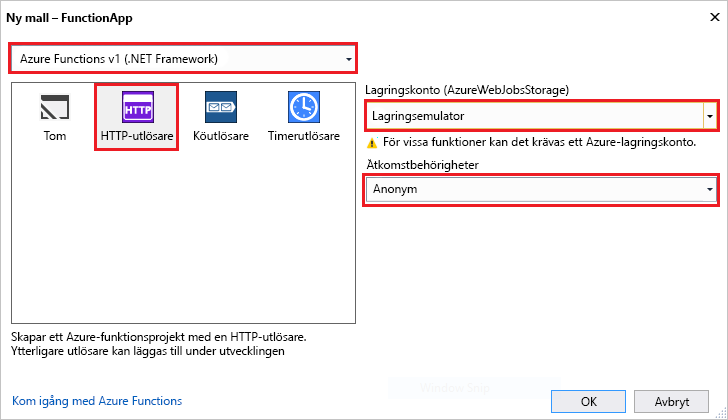 Ny mall – FunctionApp
Azure Functions v1 (.NET Framework)
Tom
HTTP
HTTP-utlösare
Köutlösare
Timerutlösare
Lagringskonto (AzureWebJobsStorage)
Lagringsemulator
För vissa funktioner kan det krävas ett Azure-lagringskonto.
Åtkomstbehörigheter
Anonym
Skapar ett Azure-funktionsprojekt med en HTTP-utlösare.
Ytterligare utlösare kan läggas till under utvecklingen
Window Snip
Kom igång med Azure Functions
OK
Avbryt